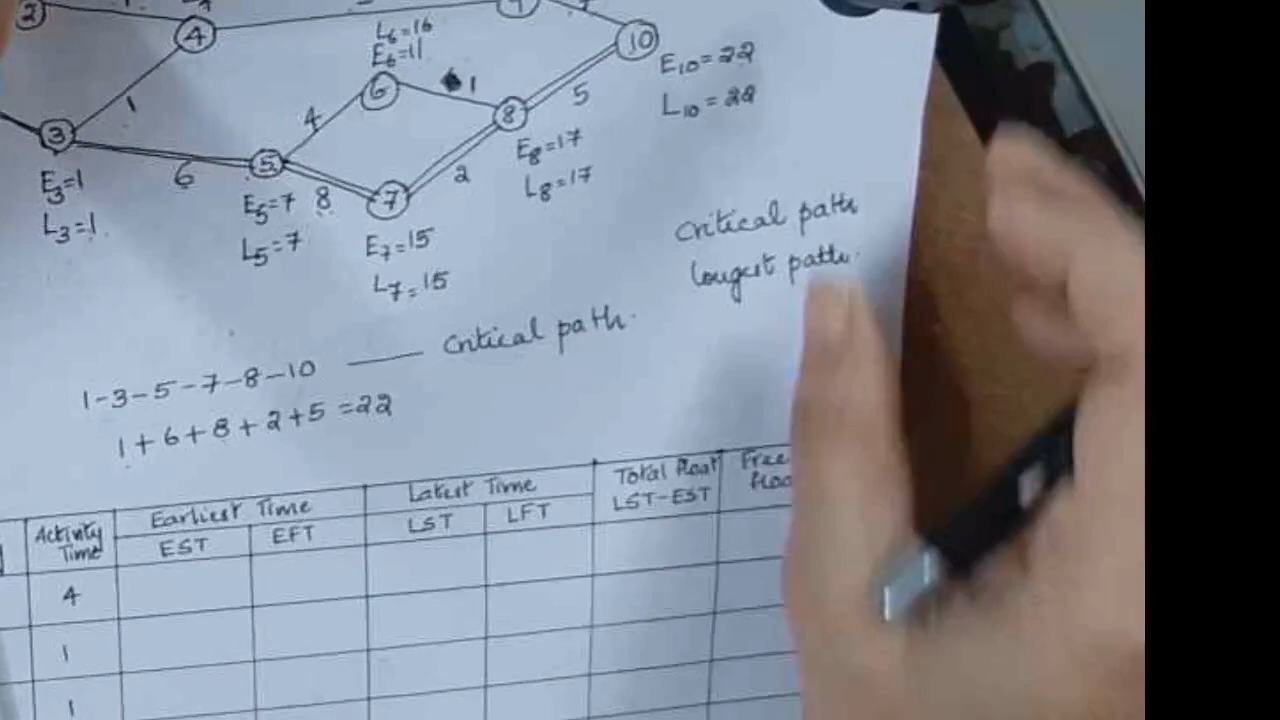 2
4
9
L6=16
E6=11
10
E10=22
L10=22
6
1
5
4
8
E8=17
L8=17
3
1
6
5
8
7
2
E3=1
L3=1
E5=7
L5=7
E7=15
L7=15
Critical path
longest path.
1-3-5-7-8-10 —— Critical path.
1+6+8+2+5=22
Activity Time
Earliest Time
Latest Time
Total float
LST-EST
Free
EST
EFT
LST
LFT
4
1
1